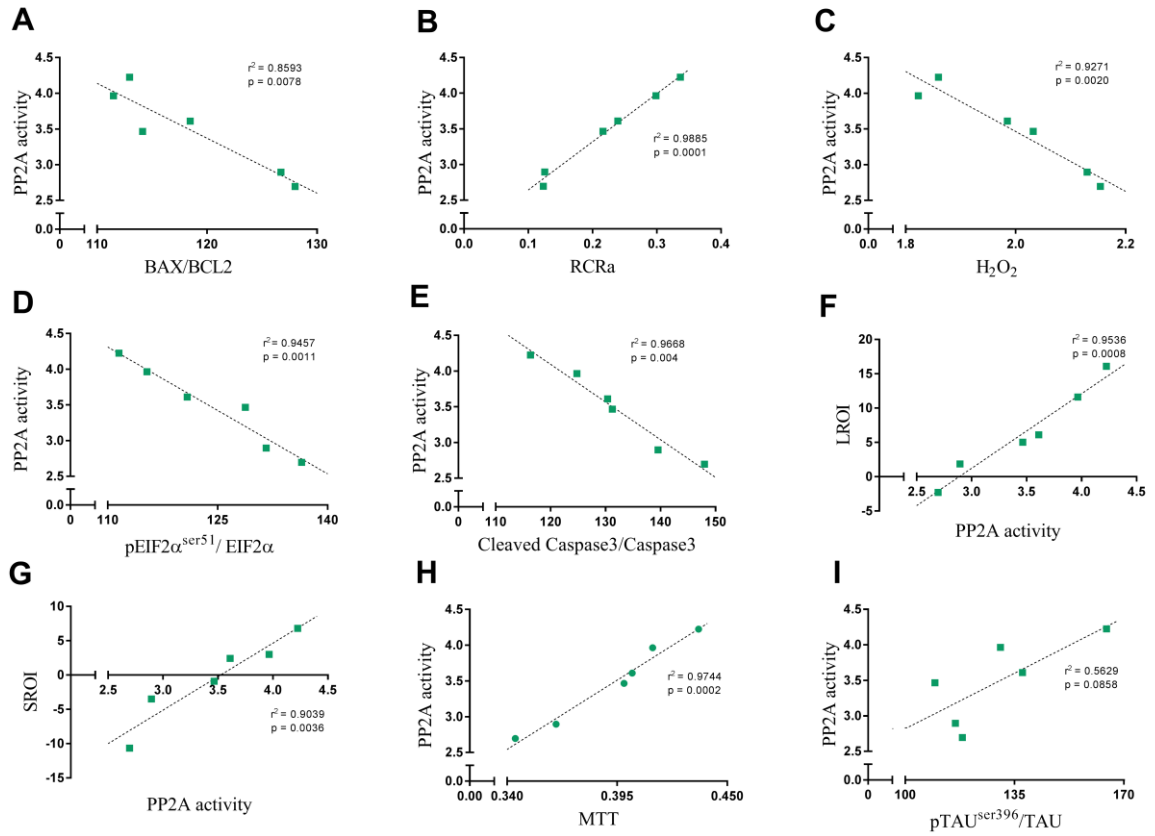 A
PP2A activity
4.5
4.0
3.5
3.0
2.5
0.0
r² = 0.8593
p = 0.0078
0 110 120 130
BAX/BCL2
B
PP2A activity
4.5
4.0
3.5
3.0
2.5
0.0
r² = 0.9885
p = 0.0001
0.0 0.1 0.2 0.3 0.4
RCRa
C
PP2A activity
4.5
4.0
3.5
3.0
2.5
0.0
r² = 0.9271
p = 0.0020
0.0 1.8 2.0 2.2
H₂O₂
D
PP2A activity
4.5
4.0
3.5
3.0
2.5
0.0
r² = 0.9457
p = 0.0011
0 110 125 140
pEIF2α^ser51/ EIF2α
E
PP2A activity
4.5
4.0
3.5
3.0
2.5
0.0
r² = 0.9668
p = 0.004
0 110 120 130 140 150
Cleaved Caspase3/Caspase3
F
LROI
20
15
10
5
0
-5
r² = 0.9536
p = 0.0008
2.5 3.0 3.5 4.0 4.5
PP2A activity
G
SROI
10
5
0
-5
-10
-15
2.5 3.0 3.5 4.0 4.5
r² = 0.9039
p = 0.0036
PP2A activity
H
PP2A activity
4.5
4.0
3.5
3.0
2.5
0.0
r² = 0.9744
p = 0.0002
0.00 0.340 0.395 0.450
MTT
I
PP2A activity
4.5
4.0
3.5
3.0
2.5
0.0
r² = 0.5629
p = 0.0858
0 100 135 170
pTAU^ser396/TAU